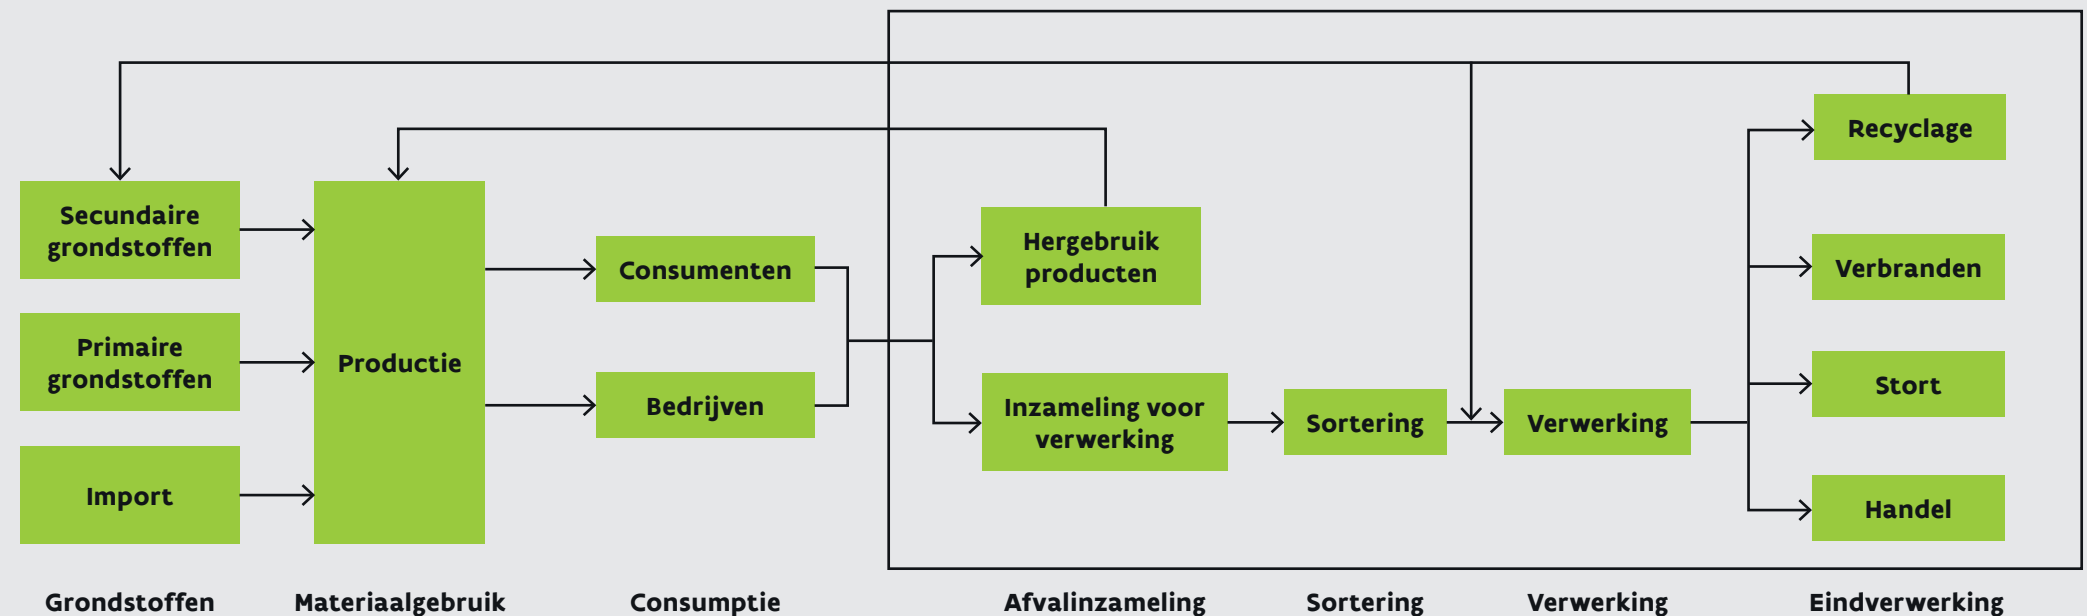 Secundaire
grondstoffen
Primaire
grondstoffen
Import
Productie
Consumenten
Bedrijven
Hergebruik
producten
Inzameling voor
verwerking
Sortering
Verwerking
Recyclage
Verbranden
Stort
Handel
Grondstoffen
Materiaalgebruik
Consumptie
Afvalinzameling
Sortering
Verwerking
Eindverwerking